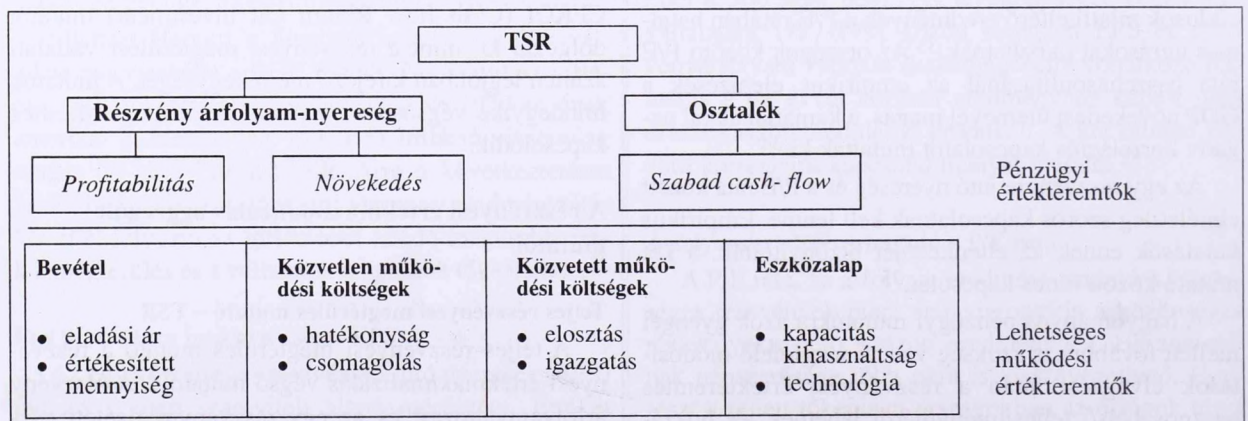 TSR
Részvény árfolyam-nyereség
Osztalék
Profitabilitás
Növekedés
Szabad cash-flow
Pénzügyi
értékteremtők
Bevétel
• eladási ár
• értékesített
mennyiség
Közvetlen műkö-
dési költségek
• hatékonyság
• csomagolás
Közvetett műkö-
dési költségek
• elosztás
• igazgatás
Eszközalap
• kapacitás
kihasználtság
• technológia
Lehetséges
működési
értékteremtők